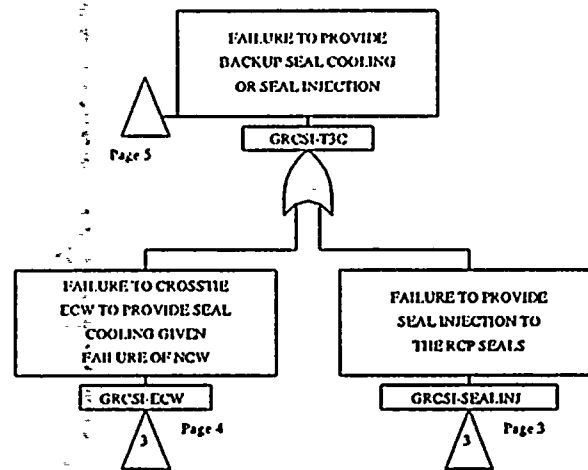 FAILURE TO PROVIDE
BACKUP SEAL COOLING
OR SEAL INJECTION
GRCSI-T3C
Page 5
FAILURE TO CROSSTIE
ECW TO PROVIDE SEAL
COOLING GIVEN
FAILURE OF NCW
GRCSI-ECW
3
Page 4
FAILURE TO PROVIDE
SEAL INJECTION TO
THE RCP SEALS
GRCSI-SEALINJ
3
Page 3